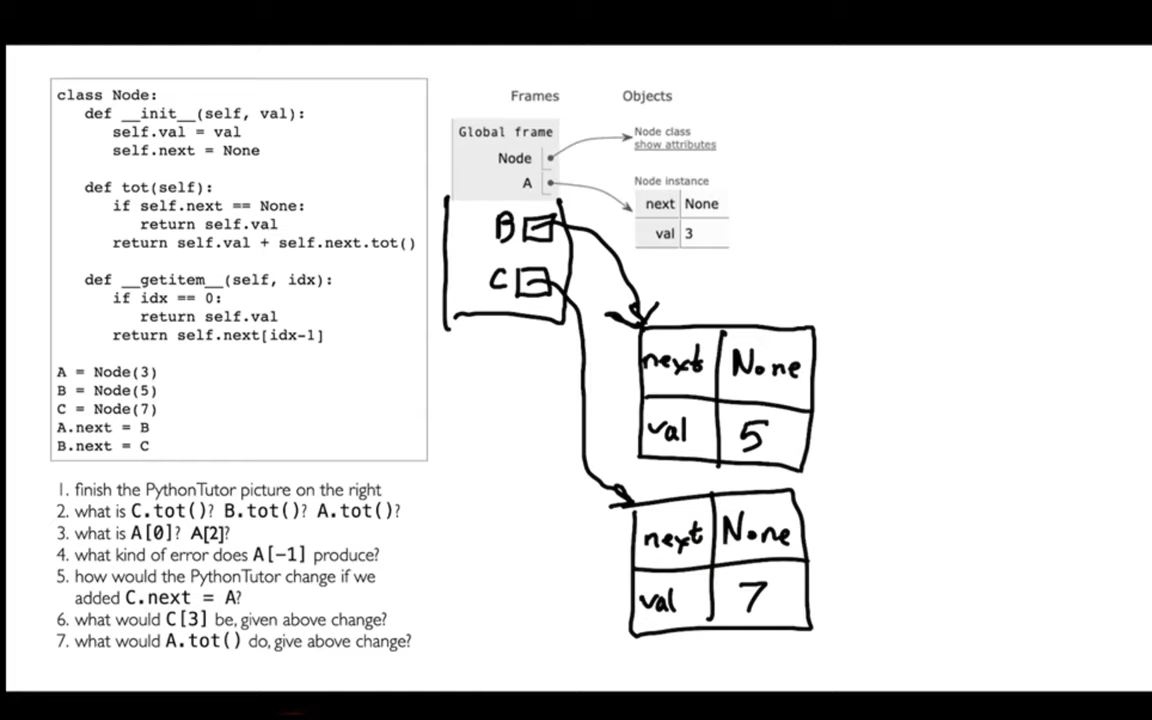 class Node:
def __init__(self, val):
self.val = val
self.next = None
def tot(self):
if self.next == None:
return self.val
return self.val + self.next.tot()
def __getitem__(self, idx):
if idx == 0:
return self.val
return self.next[idx-1]
A = Node(3)
B = Node(5)
C = Node(7)
A.next = B
B.next = C
1. finish the PythonTutor picture on the right
2. what is C.tot()? B.tot()? A.tot()?
3. what is A[0]? A[2]?
4. what kind of error does A[-1] produce?
5. how would the PythonTutor change if we
added C.next = A?
6. what would C[3] be, given above change?
7. what would A.tot() do, give above change?
Frames Objects
Global frame
Node
A
B
C
Node class
show attributes
Node instance
next None
val 3
next None
val 5
next None
val 7